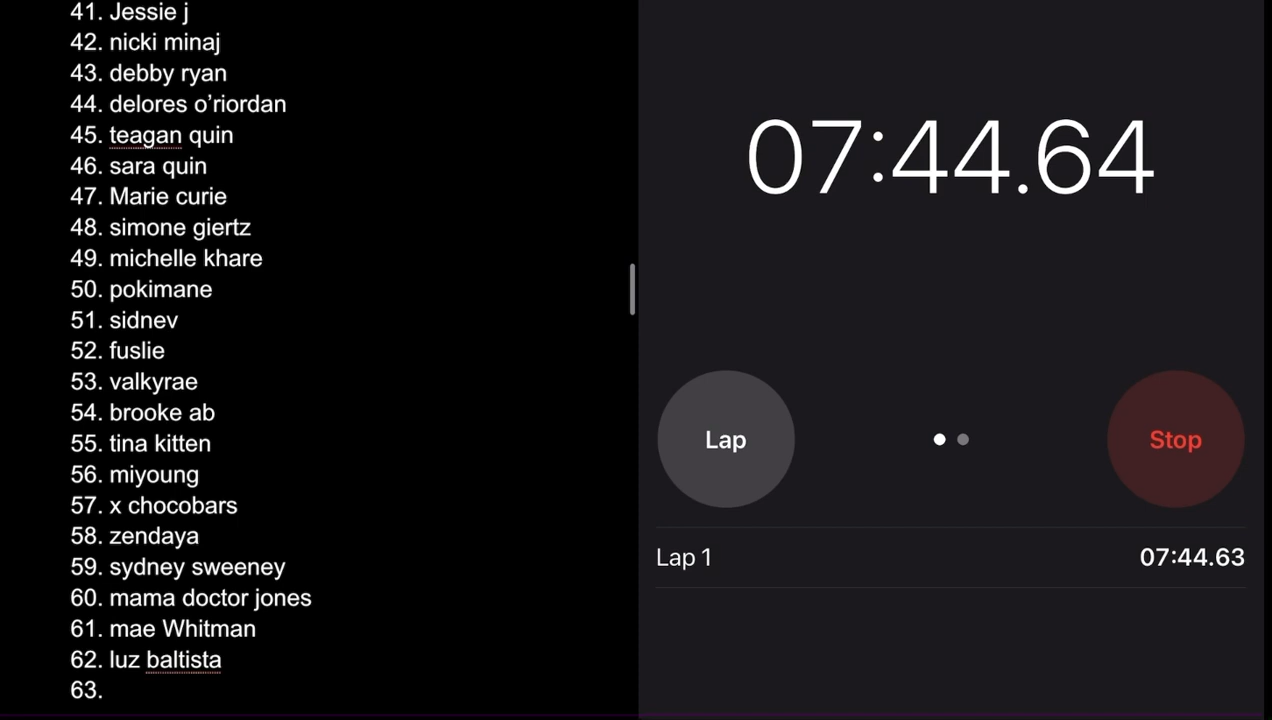 41. Jessie j
42. nicki minaj
43. debby ryan
44. delores o’riordan
45. teagan quin
46. sara quin
47. Marie curie
48. simone giertz
49. michelle khare
50. pokimane
51. sidnev
52. fuslie
53. valkyrae
54. brooke ab
55. tina kitten
56. miyoung
57. x chocobars
58. zendaya
59. sydney sweeney
60. mama doctor jones
61. mae Whitman
62. luz baltista
63.
07:44.64
Lap
Stop
Lap 1 07:44.63